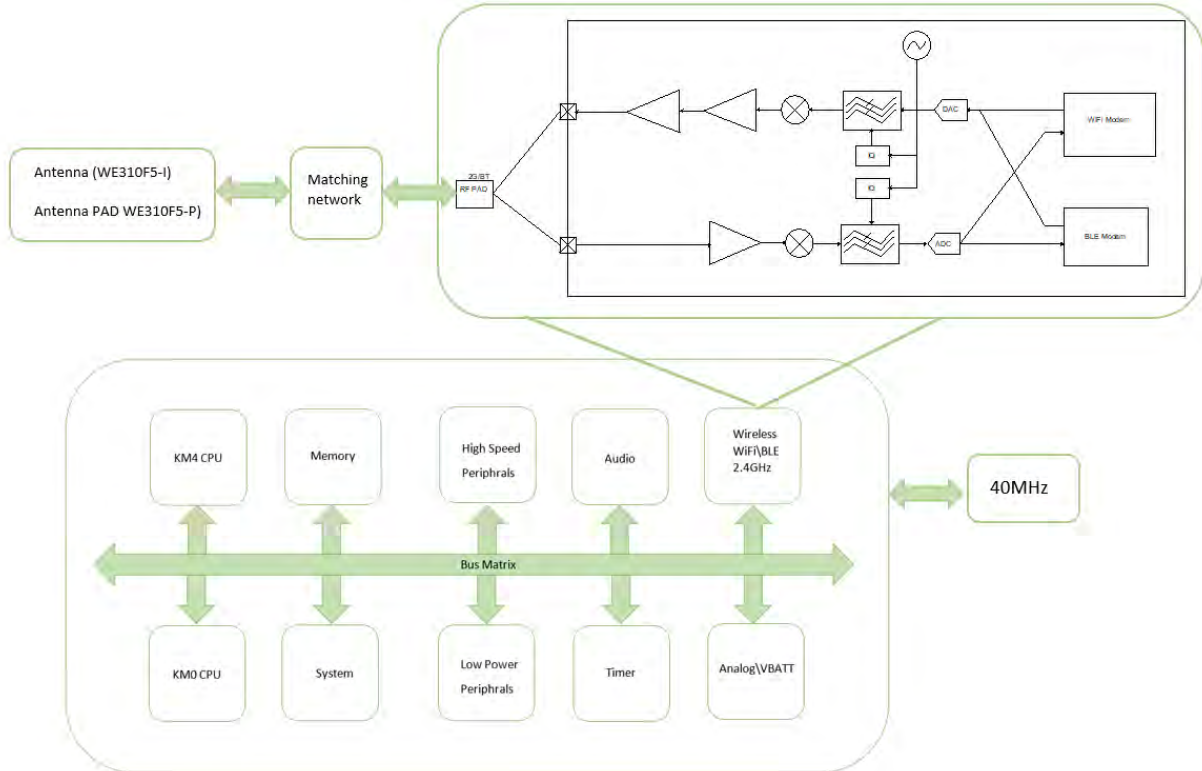 DAC
WiFi Modem
IQ
Antenna (WE310F5-I)
Antenna PAD WE310F5-P)
Matching
network
2G/BT
RF PAD
IQ
ADC
BLE Modem
KM4 CPU
Memory
High Speed
Periphrals
Audio
Wireless
WiFi\BLE
2.4GHz
40MHz
Bus Matrix
KM0 CPU
System
Low Power
Periphrals
Timer
Analog\VBATT